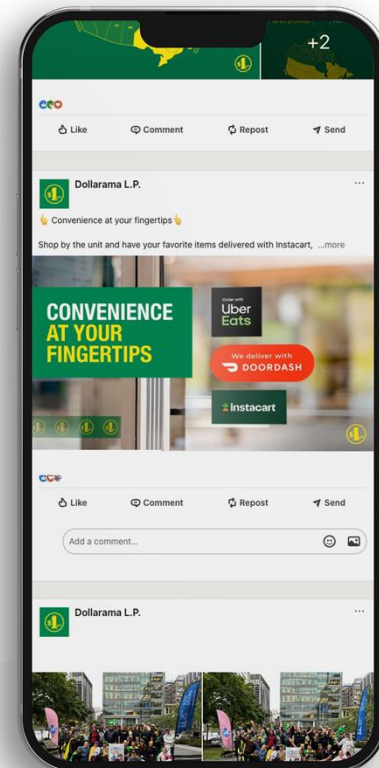 +2
Like Comment Repost Send
Dollarama L.P.
👆 Convenience at your fingertips 👆
Shop by the unit and have your favorite items delivered with Instacart, ...more
CONVENIENCE
AT YOUR
FINGERTIPS
Order with
Uber
Eats
We deliver with
DOORDASH
instacart
Like Comment Repost Send
Add a comment...
Dollarama L.P.